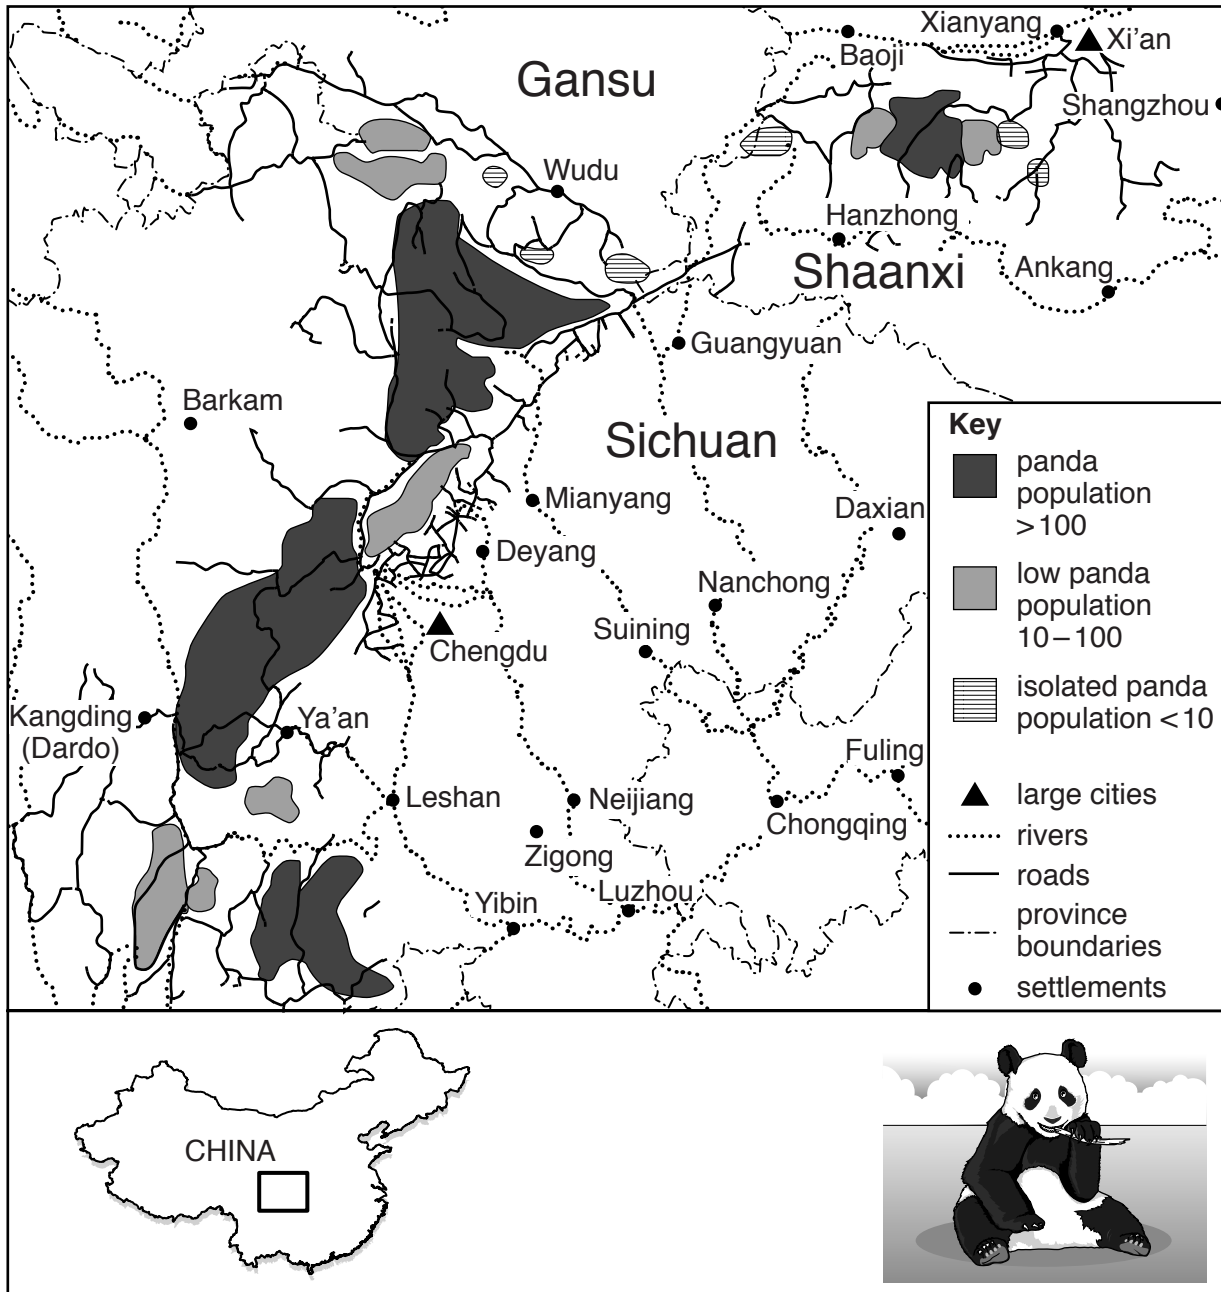 Xianyang
Xi'an
Baoji
Gansu
Shangzhou
Wudu
Hanzhong
Shaanxi
Ankang
Guangyuan
Barkam
Sichuan
Mianyang
Daxian
Deyang
Nanchong
Suining
Chengdu
Kangding
(Dardo)
Ya'an
Fuling
Leshan
Neijiang
Chongqing
Zigong
Luzhou
Yibin
Key
panda
population
>100
low panda
population
10–100
isolated panda
population <10
large cities
rivers
roads
province
boundaries
settlements
CHINA